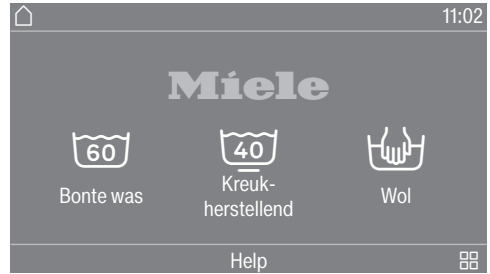 11:02
Miele
60
40
Bonte was
Kreuk-
herstellend
Wol
Help